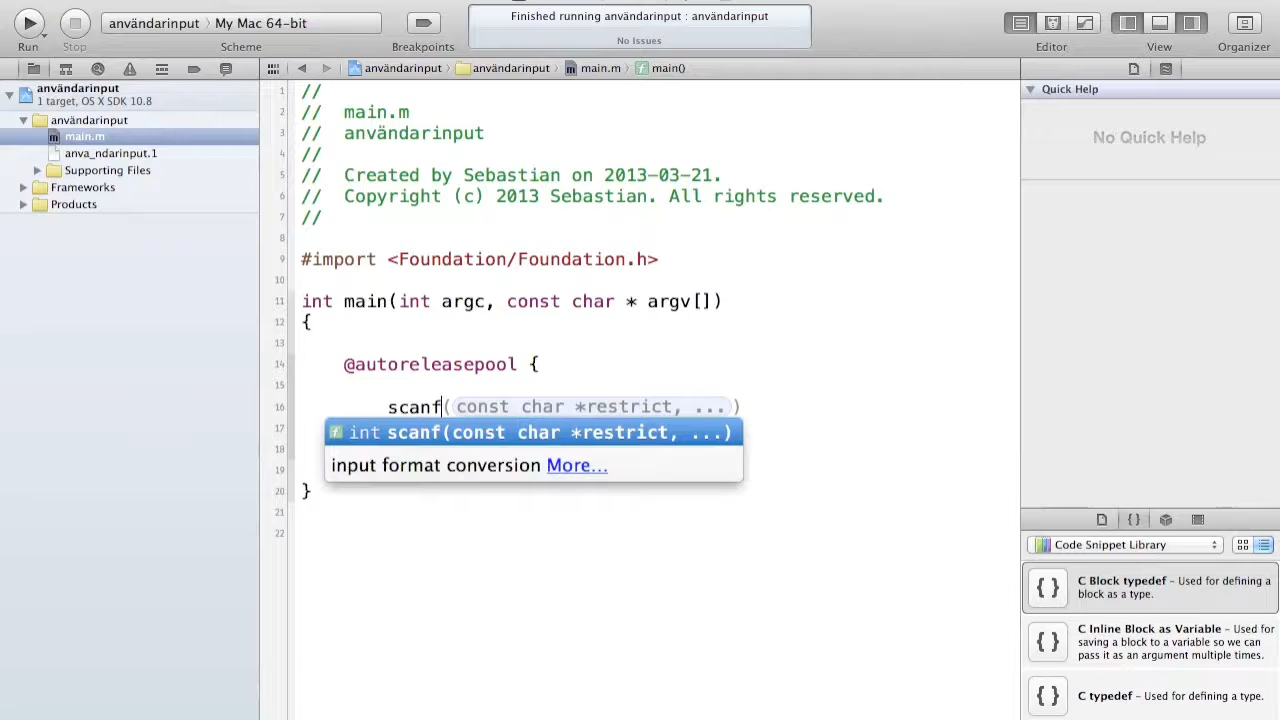 användarinput
My Mac 64-bit
Finished running användarinput : användarinput
No Issues
Run
Stop
Scheme
Breakpoints
Editor
View
Organizer
användarinput
användarinput
main.m
main()
användarinput
1 target, OS X SDK 10.8
användarinput
main.m
anva_ndarinput.1
Supporting Files
Frameworks
Products
1 //
2 // main.m
3 // användarinput
4 //
5 // Created by Sebastian on 2013-03-21.
6 // Copyright (c) 2013 Sebastian. All rights reserved.
7 //
8
9 #import <Foundation/Foundation.h>
10
11 int main(int argc, const char * argv[])
12 {
13
14 @autoreleasepool {
15
16 scanf(const char *restrict, ...)
17 f int scanf(const char *restrict, ...)
18 input format conversion More...
19
20 }
21
22
Quick Help
No Quick Help
Code Snippet Library
{ } C Block typedef – Used for defining a
block as a type.
{ } C Inline Block as Variable – Used for
saving a block to a variable so we can
pass it as an argument multiple times.
{ } C typedef – Used for defining a type.